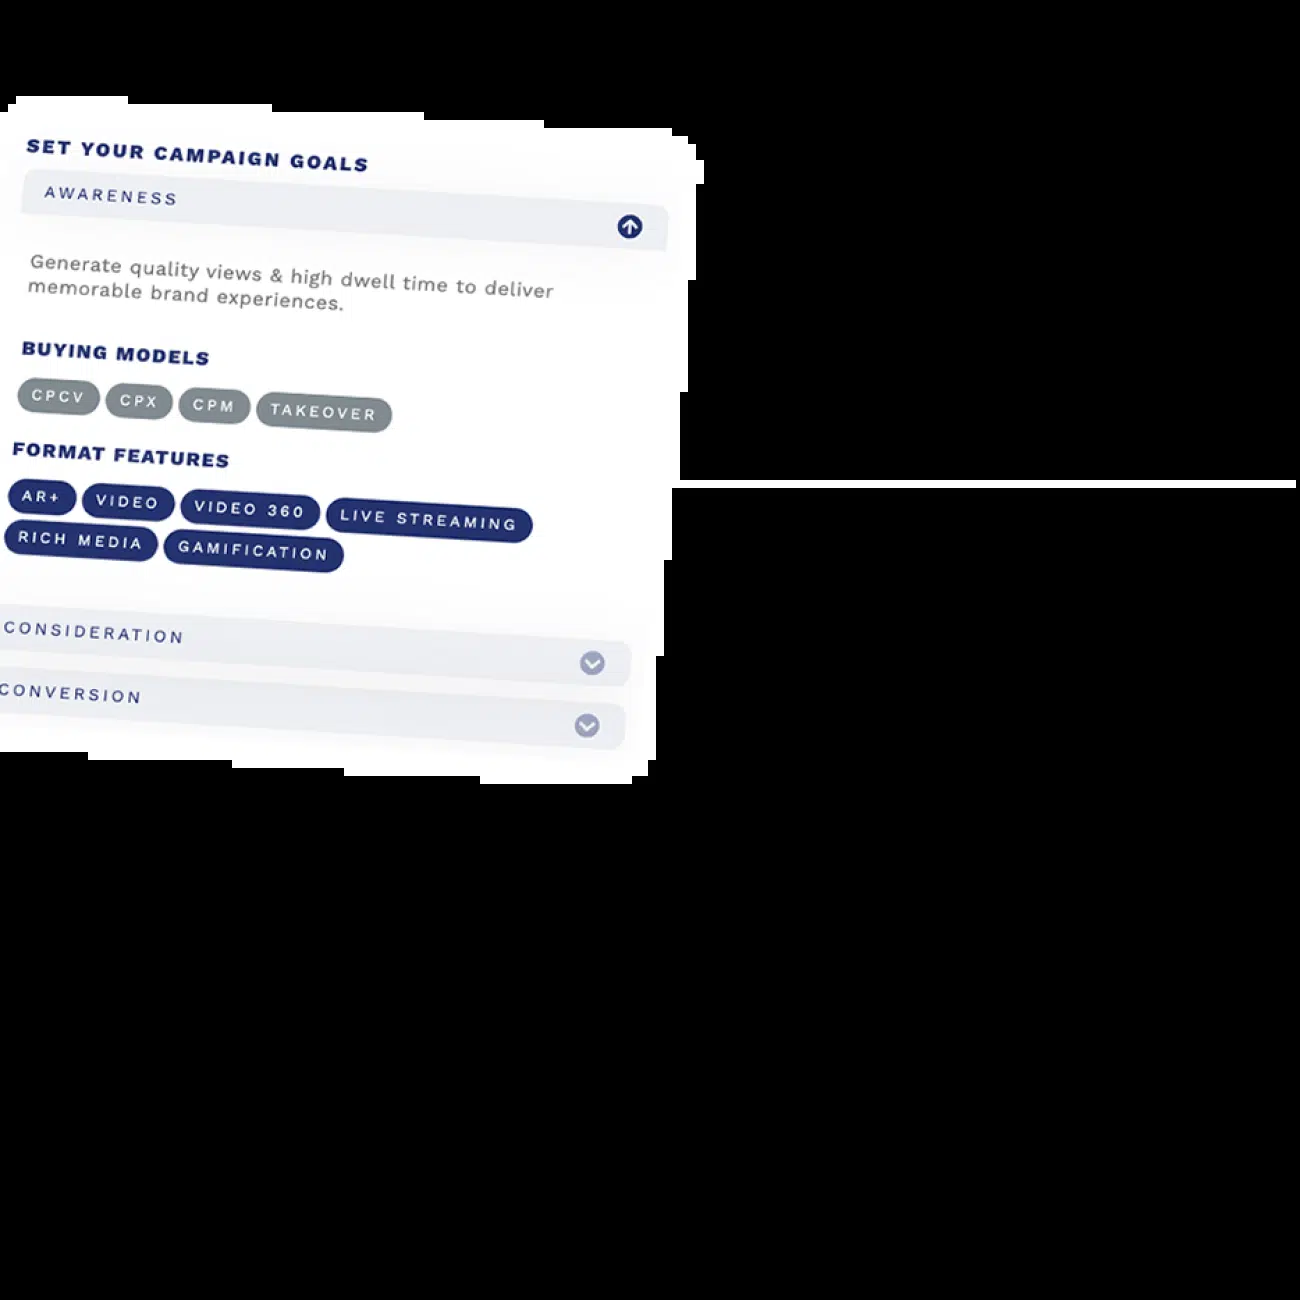 SET YOUR CAMPAIGN GOALS
AWARENESS
Generate quality views & high dwell time to deliver
memorable brand experiences.
BUYING MODELS
CPCV CPX CPM TAKEOVER
FORMAT FEATURES
AR+ VIDEO VIDEO 360 LIVE STREAMING
RICH MEDIA GAMIFICATION
CONSIDERATION
CONVERSION